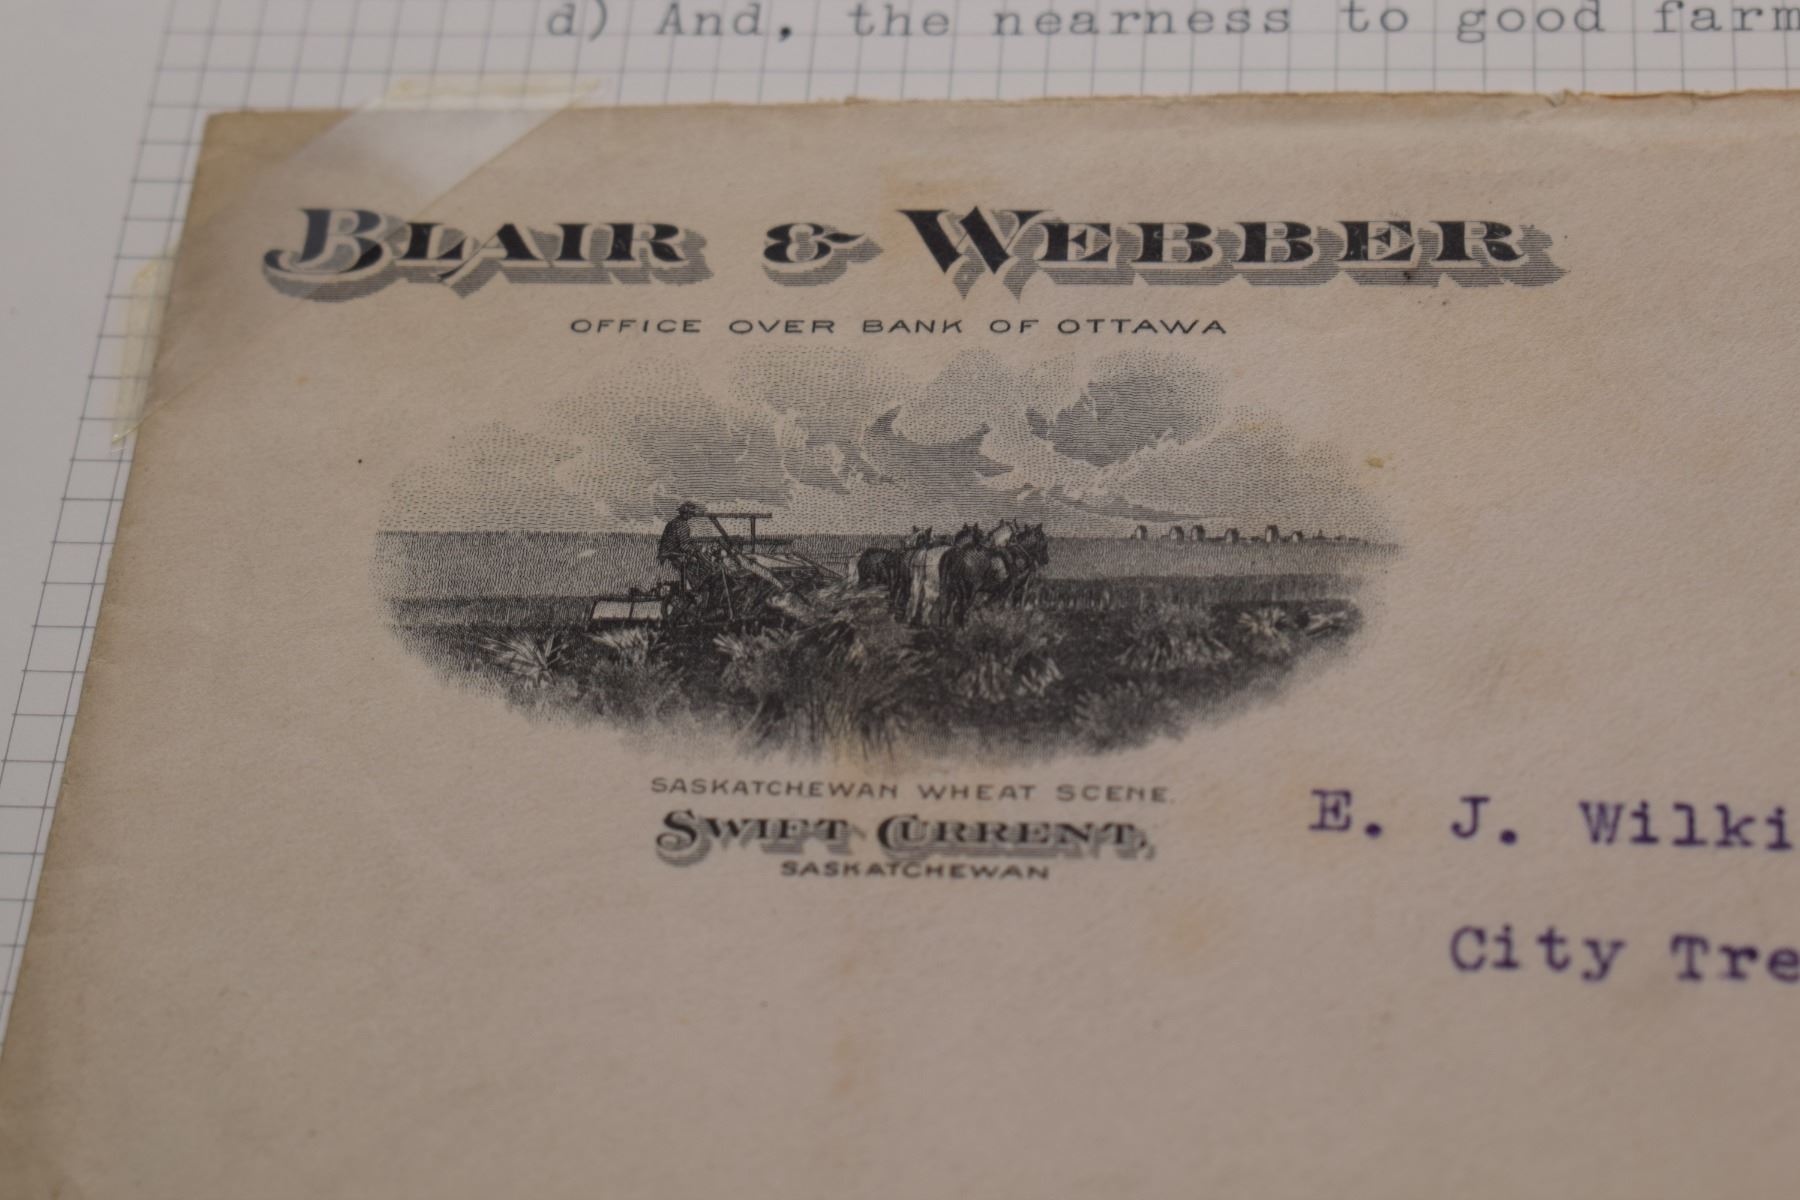 d) And, the nearness to good farm
BLAIR & WEBBER
OFFICE OVER BANK OF OTTAWA
SASKATCHEWAN WHEAT SCENE.
SWIFT CURRENT,
SASKATCHEWAN
E. J. Wilki
City Tre